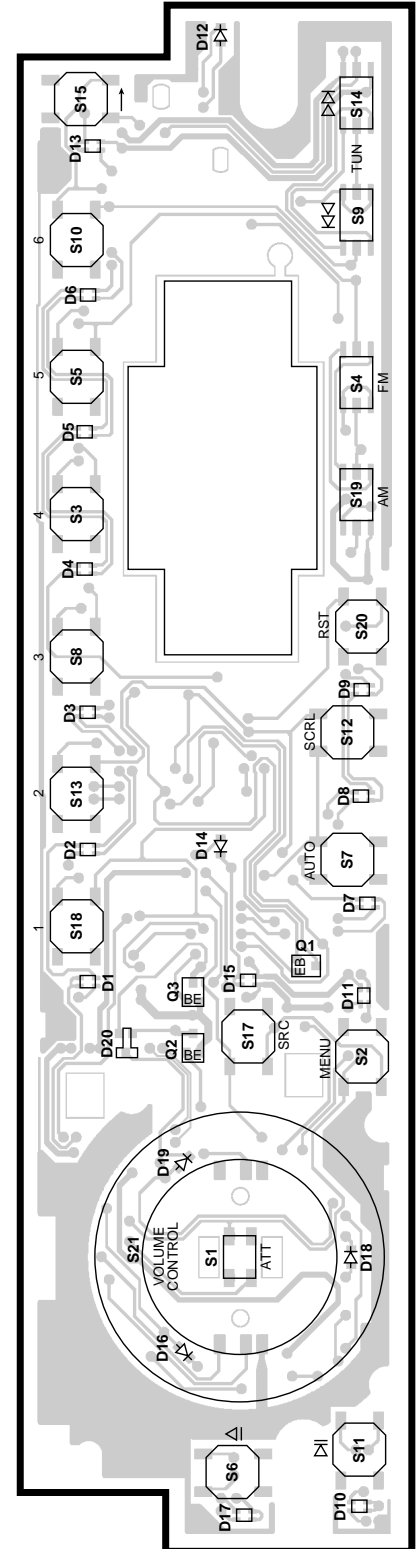 1
2
3
4
5
6
S18
S13
S8
S3
S5
S10
S15
D1
D2
D3
D4
D5
D6
D13
D20
S21
VOLUME
CONTROL
D16
D19
Q2
BE
Q3
BE
D14
D12
S1
ATT
S6
D17
S17
SRC
D15
Q1
EB
D18
MENU
S2
D11
D7
AUTO
S7
D8
SCRL
S12
D9
RST
S20
S19
AM
S4
FM
S9
TUN
S14
S11
D10